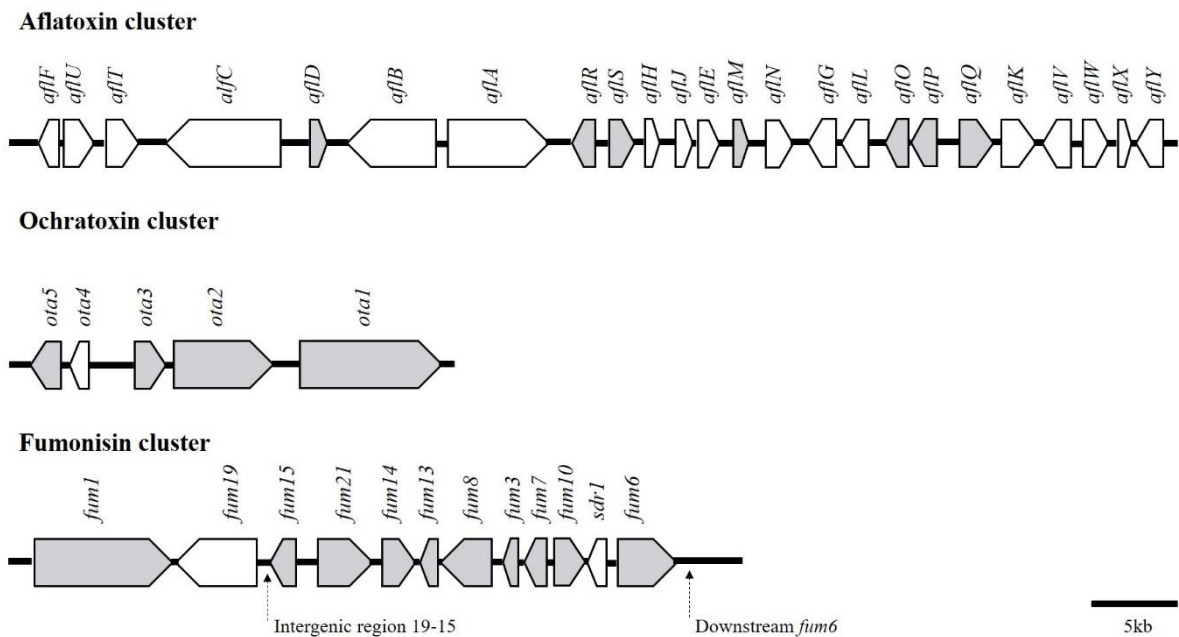 Aflatoxin cluster
aflF aflU aflT alfC aflD aflB aflA aflR aflS aflH aflJ aflE aflM aflN aflG aflL aflO aflP aflQ aflK aflV aflW aflX aflY
Ochratoxin cluster
ota5 ota4 ota3 ota2 ota1
Fumonisin cluster
fum1 fum19 fum15 fum21 fum14 fum13 fum8 fum3 fum7 fum10 sdr1 fum6
Intergenic region 19-15 Downstream fum6 5kb